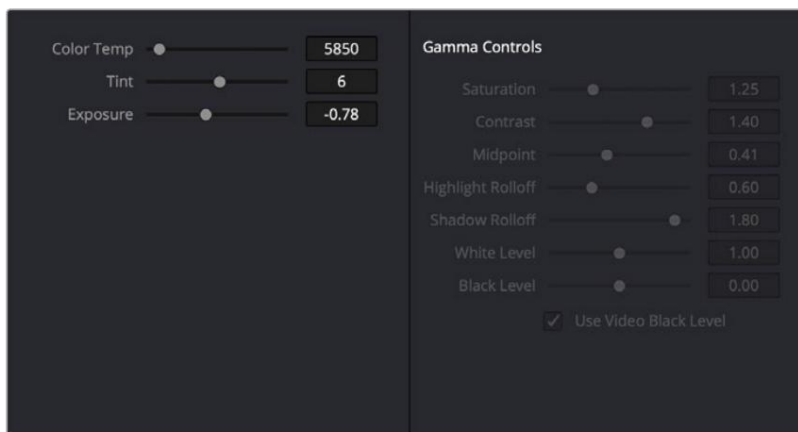 Color Temp 5850
Tint 6
Exposure -0.78
Gamma Controls
Saturation 1.25
Contrast 1.40
Midpoint 0.41
Highlight Rolloff 0.60
Shadow Rolloff 1.80
White Level 1.00
Black Level 0.00
Use Video Black Level